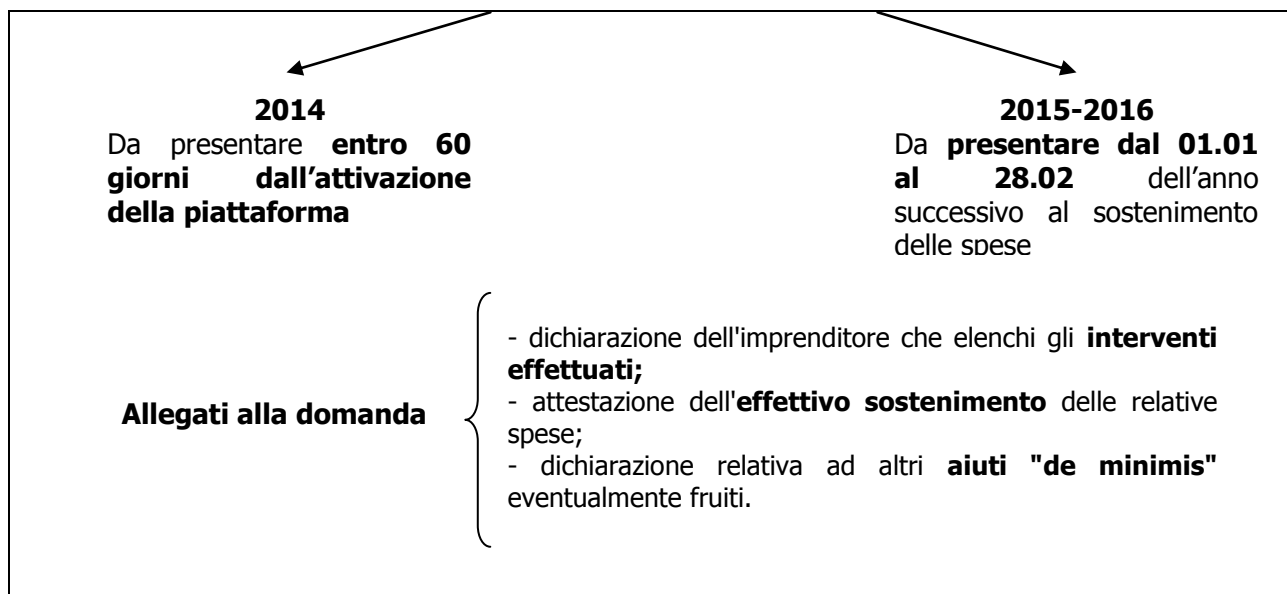 2014
Da presentare entro 60
giorni dall'attivazione
della piattaforma
2015-2016
Da presentare dal 01.01
al 28.02 dell'anno
successivo al sostenimento
delle spese
Allegati alla domanda
- dichiarazione dell'imprenditore che elenchi gli interventi
effettuati;
- attestazione dell'effettivo sostenimento delle relative
spese;
- dichiarazione relativa ad altri aiuti "de minimis"
eventualmente fruiti.